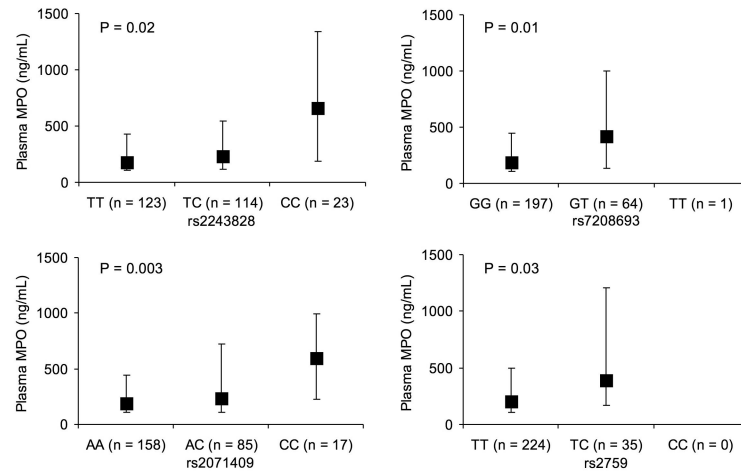 P = 0.02
Plasma MPO (ng/mL)
1500
1000
500
0
TT (n = 123) TC (n = 114) CC (n = 23)
rs2243828
P = 0.01
Plasma MPO (ng/mL)
1500
1000
500
0
GG (n = 197) GT (n = 64) TT (n = 1)
rs7208693
P = 0.003
Plasma MPO (ng/mL)
1500
1000
500
0
AA (n = 158) AC (n = 85) CC (n = 17)
rs2071409
P = 0.03
Plasma MPO (ng/mL)
1500
1000
500
0
TT (n = 224) TC (n = 35) CC (n = 0)
rs2759